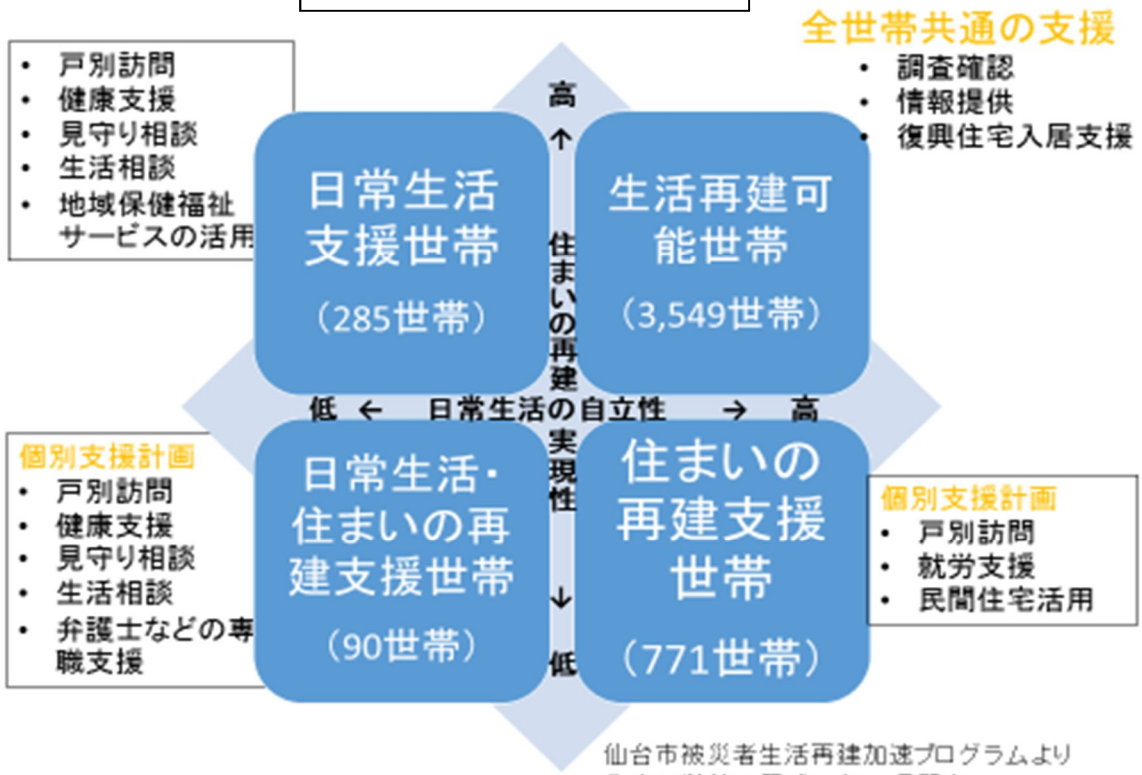 全世帯共通の支援
• 調査確認
• 情報提供
• 復興住宅入居支援
• 戸別訪問
• 健康支援
• 見守り相談
• 生活相談
• 地域保健福祉
サービスの活用
高
↑
住まいの再建の実現性
↓
低
低 ← 日常生活の自立性 → 高
日常生活
支援世帯
(285世帯)
生活再建可
能世帯
(3,549世帯)
個別支援計画
• 戸別訪問
• 健康支援
• 見守り相談
• 生活相談
• 弁護士などの専
職支援
日常生活・
住まいの再
建支援世帯
(90世帯)
住まいの
再建支援
世帯
(771世帯)
個別支援計画
• 戸別訪問
• 就労支援
• 民間住宅活用
仙台市被災者生活再建加速プログラムより